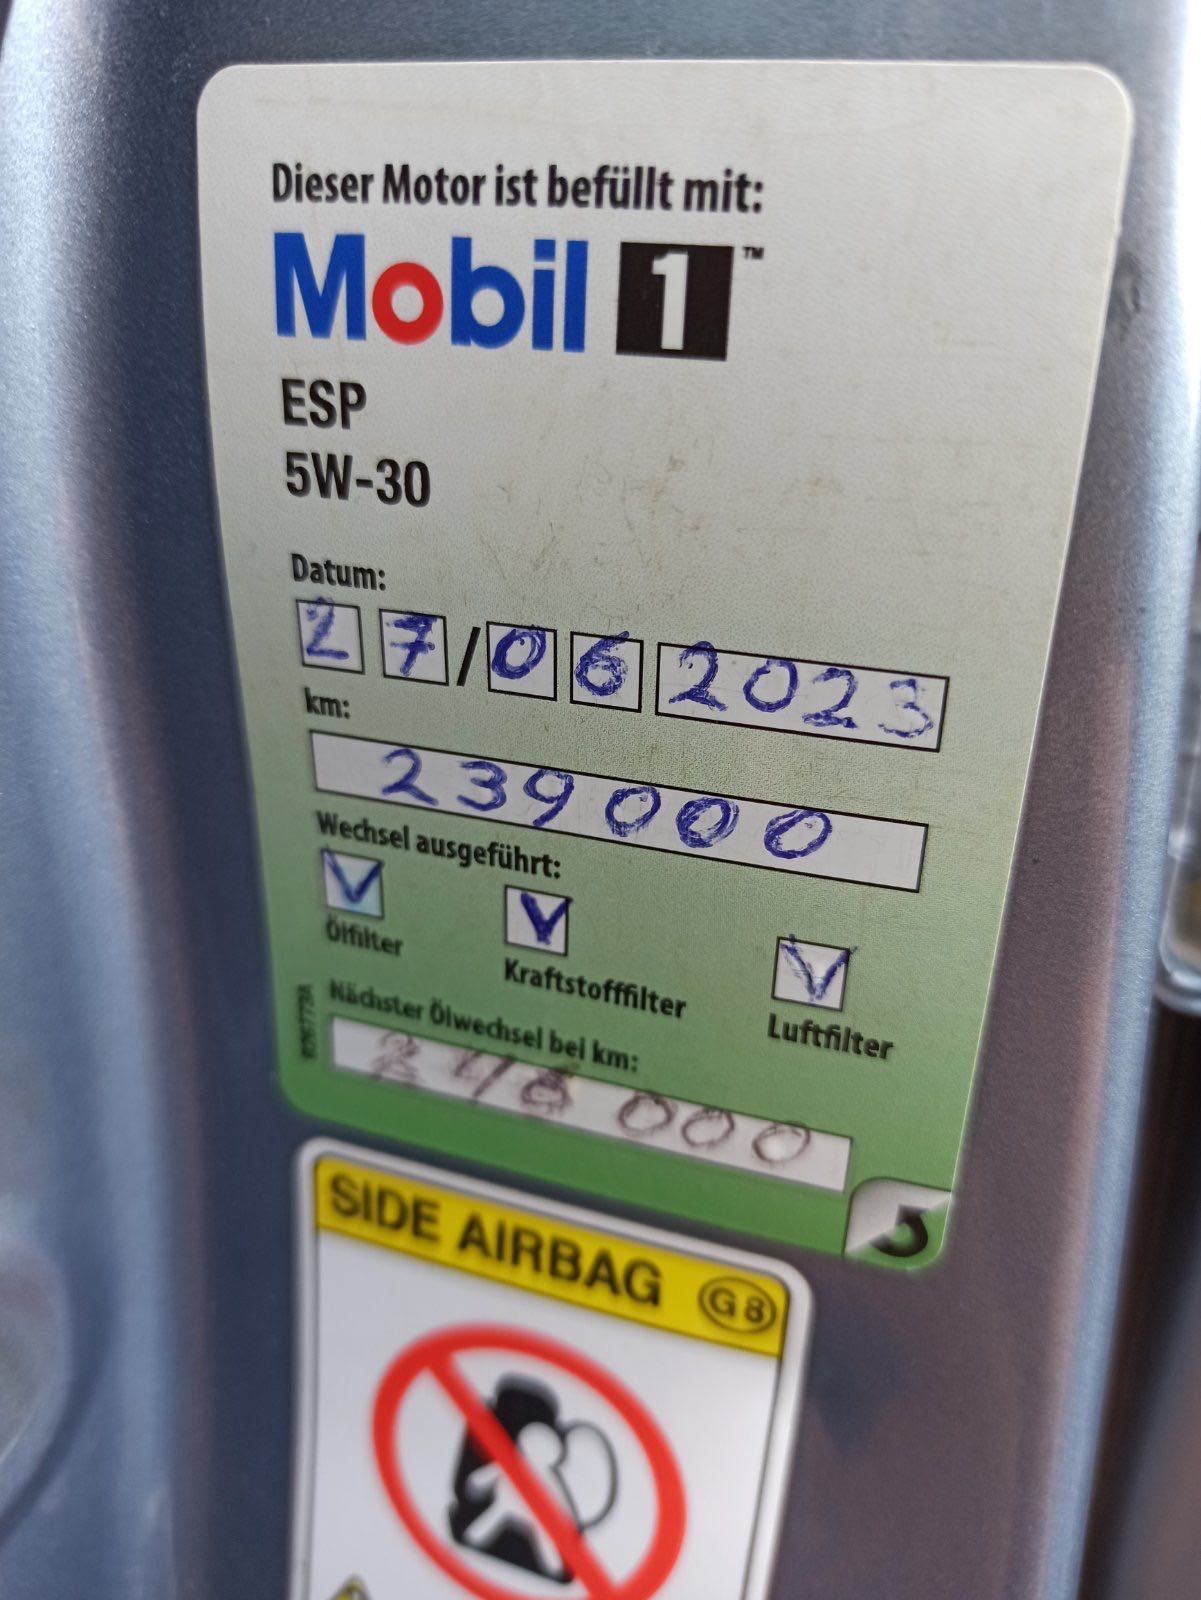 Dieser Motor ist befüllt mit:
Mobil 1™
ESP
5W-30
Datum:
27/06 2023
km:
239000
Wechsel ausgeführt:
Ölfilter Kraftstofffilter Luftfilter
Nächster Ölwechsel bei km:
SIDE AIRBAG G8